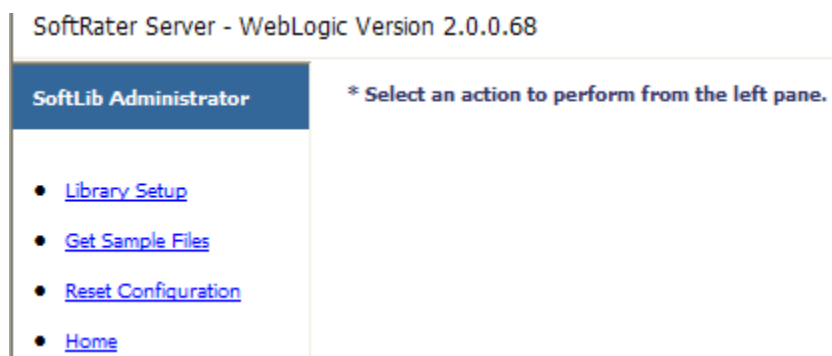 SoftRater Server - WebLogic Version 2.0.0.68
SoftLib Administrator
* Select an action to perform from the left pane.
Library Setup
Get Sample Files
Reset Configuration
Home